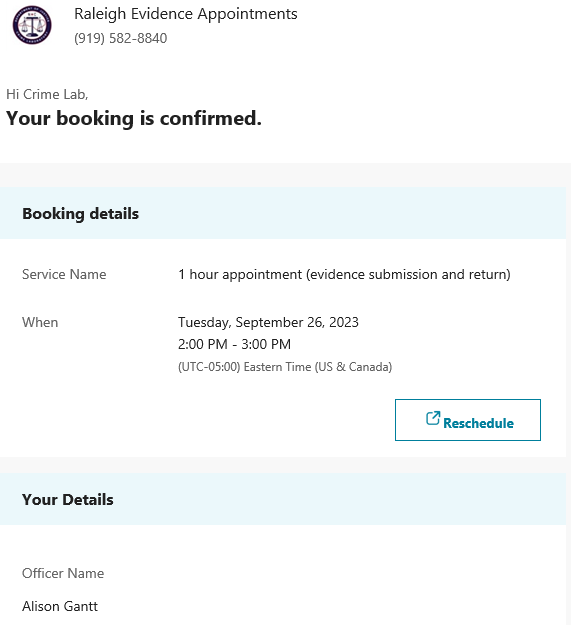 Raleigh Evidence Appointments
(919) 582-8840
Hi Crime Lab,
Your booking is confirmed.
Booking details
Service Name 1 hour appointment (evidence submission and return)
When Tuesday, September 26, 2023
2:00 PM - 3:00 PM
(UTC-05:00) Eastern Time (US & Canada)
Reschedule
Your Details
Officer Name
Alison Gantt